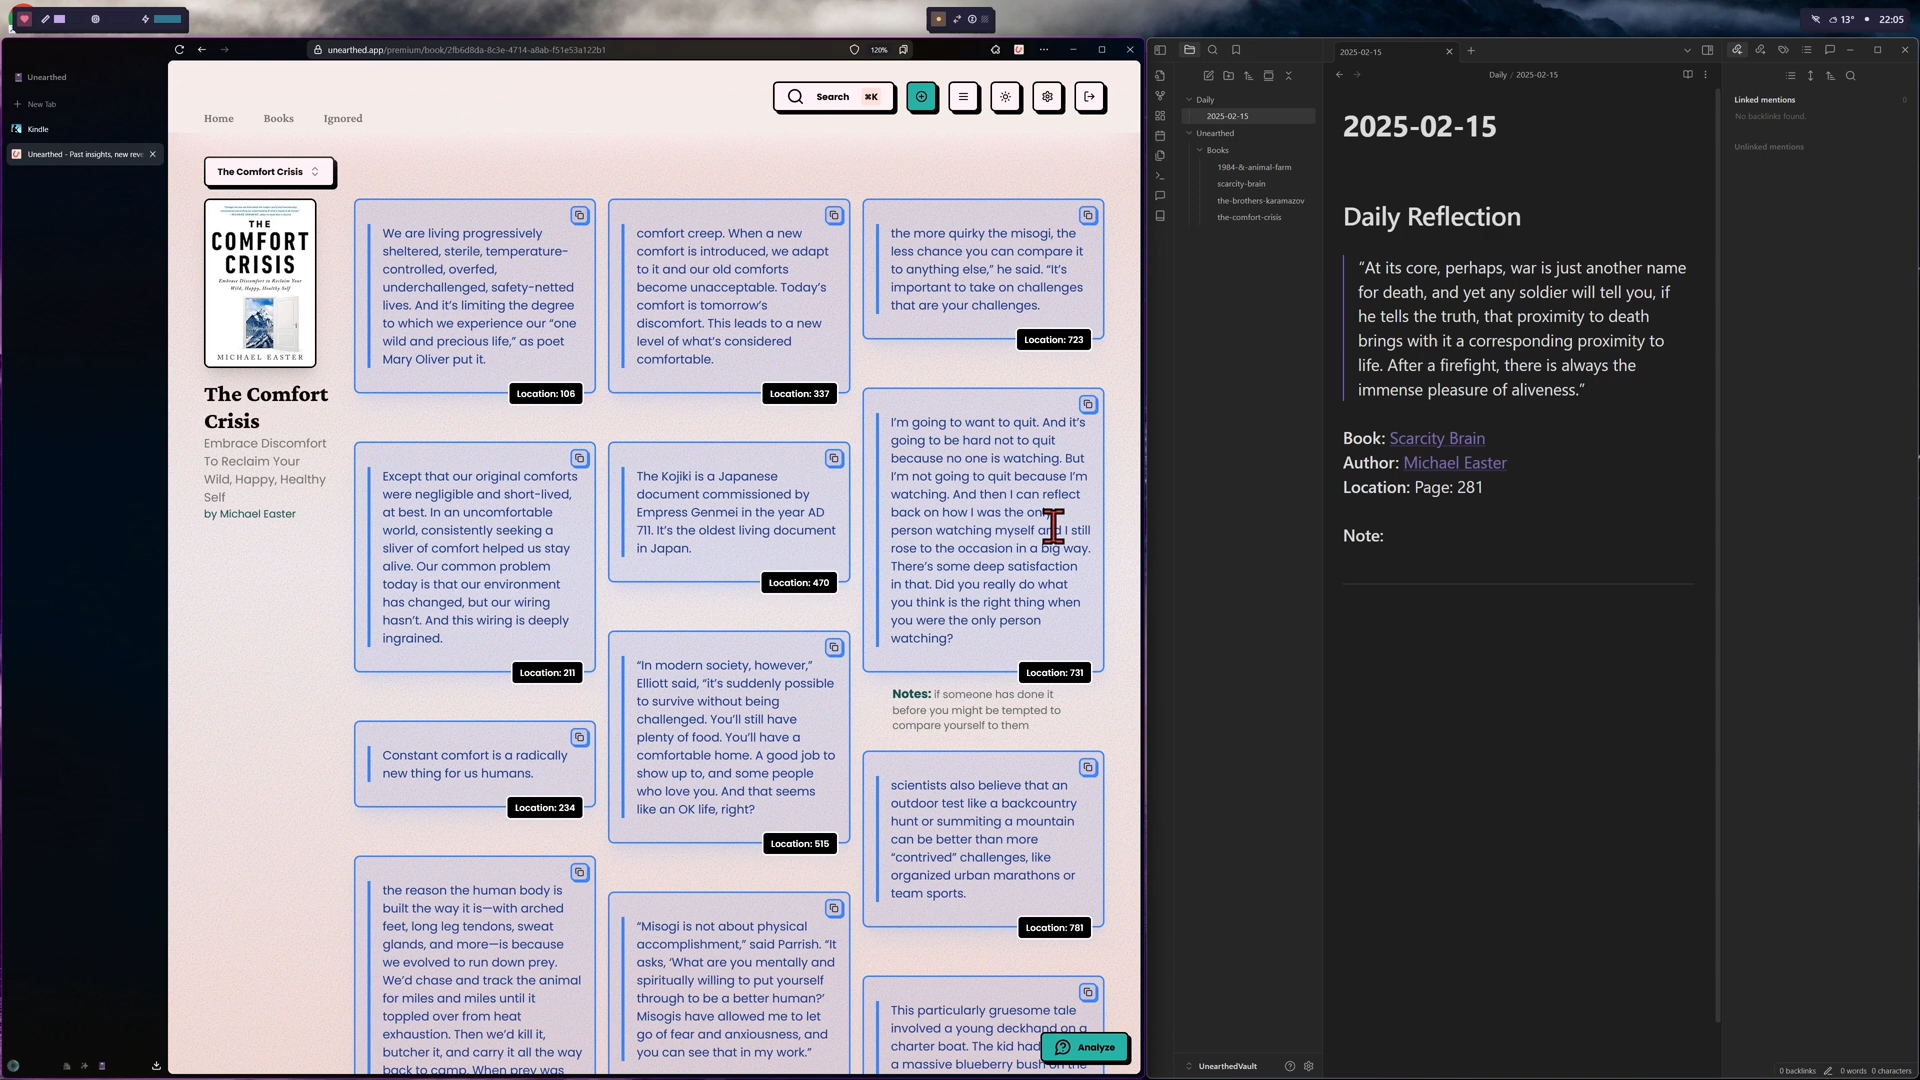 13°
22:05
unearthed.app/premium/book/2fb6d8da-8c3e-4714-a8ab-f51e53a122b1
120%
Unearthed
New Tab
Kindle
Unearthed - Past insights, new reve
Search
⌘K
Home
Books
Ignored
The Comfort Crisis
THE
COMFORT
CRISIS
Embrace Discomfort to Reclaim Your
Wild, Happy, Healthy Self
MICHAEL EASTER
The Comfort
Crisis
Embrace Discomfort
To Reclaim Your
Wild, Happy, Healthy
Self
by Michael Easter
We are living progressively
sheltered, sterile, temperature-
controlled, overfed,
underchallenged, safety-netted
lives. And it’s limiting the degree
to which we experience our “one
wild and precious life,” as poet
Mary Oliver put it.
Location: 106
Except that our original comforts
were negligible and short-lived,
at best. In an uncomfortable
world, consistently seeking a
sliver of comfort helped us stay
alive. Our common problem
today is that our environment
has changed, but our wiring
hasn’t. And this wiring is deeply
ingrained.
Location: 211
Constant comfort is a radically
new thing for us humans.
Location: 234
the reason the human body is
built the way it is—with arched
feet, long leg tendons, sweat
glands, and more—is because
we evolved to run down prey.
We’d chase and track the animal
for miles and miles until it
toppled over from heat
exhaustion. Then we’d kill it,
butcher it, and carry it all the way
back to camp. When prey was
comfort creep. When a new
comfort is introduced, we adapt
to it and our old comforts
become unacceptable. Today’s
comfort is tomorrow’s
discomfort. This leads to a new
level of what’s considered
comfortable.
Location: 337
The Kojiki is a Japanese
document commissioned by
Empress Genmei in the year AD
711. It’s the oldest living document
in Japan.
Location: 470
“In modern society, however,”
Elliott said, “it’s suddenly possible
to survive without being
challenged. You’ll still have
plenty of food. You’ll have a
comfortable home. A good job to
show up to, and some people
who love you. And that seems
like an OK life, right?
Location: 515
“Misogi is not about physical
accomplishment,” said Parrish. “It
asks, ‘What are you mentally and
spiritually willing to put yourself
through to be a better human?’
Misogis have allowed me to let
go of fear and anxiousness, and
you can see that in my work.”
the more quirky the misogi, the
less chance you can compare it
to anything else,” he said. “It’s
important to take on challenges
that are your challenges.
Location: 723
I’m going to want to quit. And it’s
going to be hard not to quit
because no one is watching. But
I’m not going to quit because I’m
watching. And then I can reflect
back on how I was the only
person watching myself and I still
rose to the occasion in a big way.
There’s some deep satisfaction
in that. Did you really do what
you think is the right thing when
you were the only person
watching?
Location: 731
Notes: if someone has done it
before you might be tempted to
compare yourself to them
scientists also believe that an
outdoor test like a backcountry
hunt or summiting a mountain
can be better than more
“contrived” challenges, like
organized urban marathons or
team sports.
Location: 781
This particularly gruesome tale
involved a young deckhand on a
charter boat. The kid had
a massive blueberry bush on the
Analyze
Daily
2025-02-15
Unearthed
Books
1984-&-animal-farm
scarcity-brain
the-brothers-karamazov
the-comfort-crisis
UnearthedVault
2025-02-15
Daily / 2025-02-15
2025-02-15
Daily Reflection
“At its core, perhaps, war is just another name
for death, and yet any soldier will tell you, if
he tells the truth, that proximity to death
brings with it a corresponding proximity to
life. After a firefight, there is always the
immense pleasure of aliveness.”
Book: Scarcity Brain
Author: Michael Easter
Location: Page: 281
Note:
Linked mentions
0
No backlinks found.
Unlinked mentions
0 backlinks
0 words
0 characters